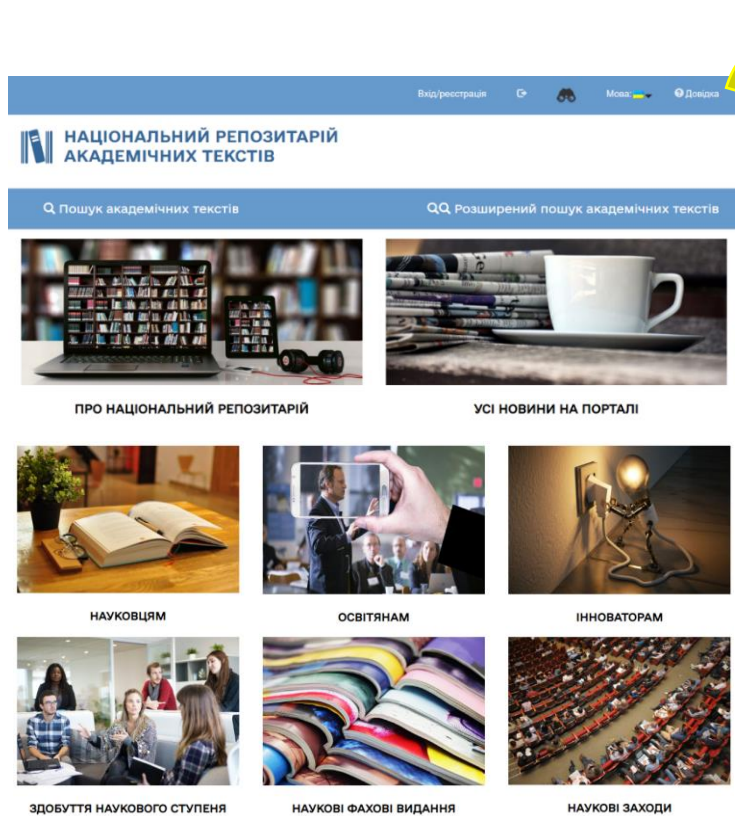 Вхід/реєстрація Мова: Довідка
НАЦІОНАЛЬНИЙ РЕПОЗИТАРІЙ
АКАДЕМІЧНИХ ТЕКСТІВ
Пошук академічних текстів Розширений пошук академічних текстів
ПРО НАЦІОНАЛЬНИЙ РЕПОЗИТАРІЙ УСІ НОВИНИ НА ПОРТАЛІ
НАУКОВЦЯМ ОСВІТЯНАМ ІННОВАТОРАМ
ЗДОБУТТЯ НАУКОВОГО СТУПЕНЯ НАУКОВІ ФАХОВІ ВИДАННЯ НАУКОВІ ЗАХОДИ